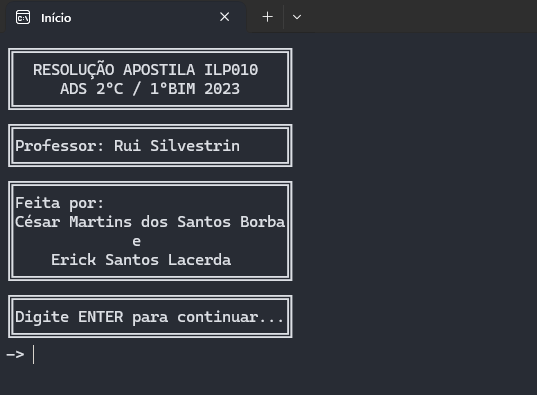 Início
RESOLUÇÃO APOSTILA ILP010
ADS 2°C / 1°BIM 2023
Professor: Rui Silvestrin
Feita por:
César Martins dos Santos Borba
e
Erick Santos Lacerda
Digite ENTER para continuar...
->